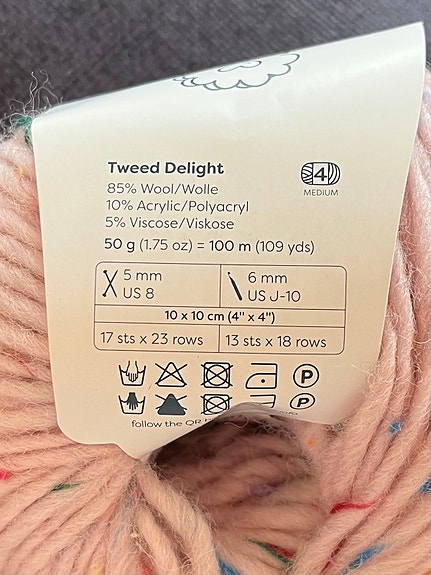 Tweed Delight
85% Wool/Wolle
10% Acrylic/Polyacryl
5% Viscose/Viskose
50 g (1.75 oz) = 100 m (109 yds)
4
MEDIUM
5 mm
US 8
6 mm
US J-10
10 x 10 cm (4" x 4")
17 sts x 23 rows
13 sts x 18 rows
P
P
follow the QR